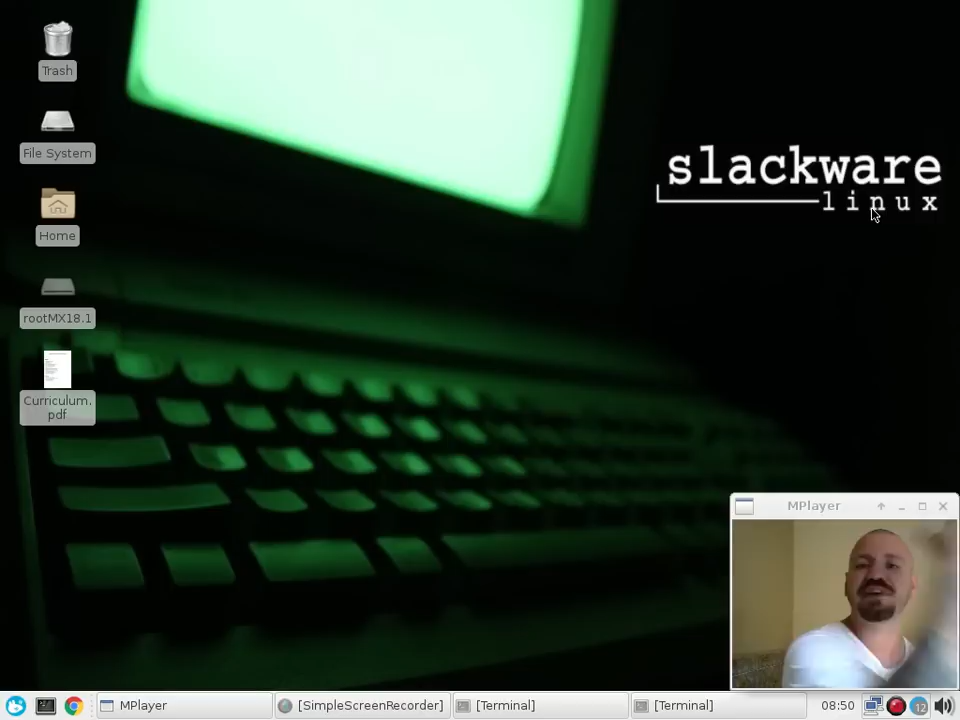 Trash
File System
Home
rootMX18.1
Curriculum.
pdf
slackware
linux
MPlayer
MPlayer
[SimpleScreenRecorder]
[Terminal]
[Terminal]
08:50
12